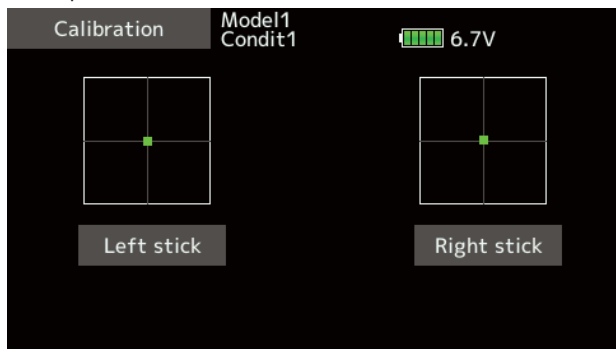 Calibration
Model1
Condit1
6.7V
Left stick
Right stick